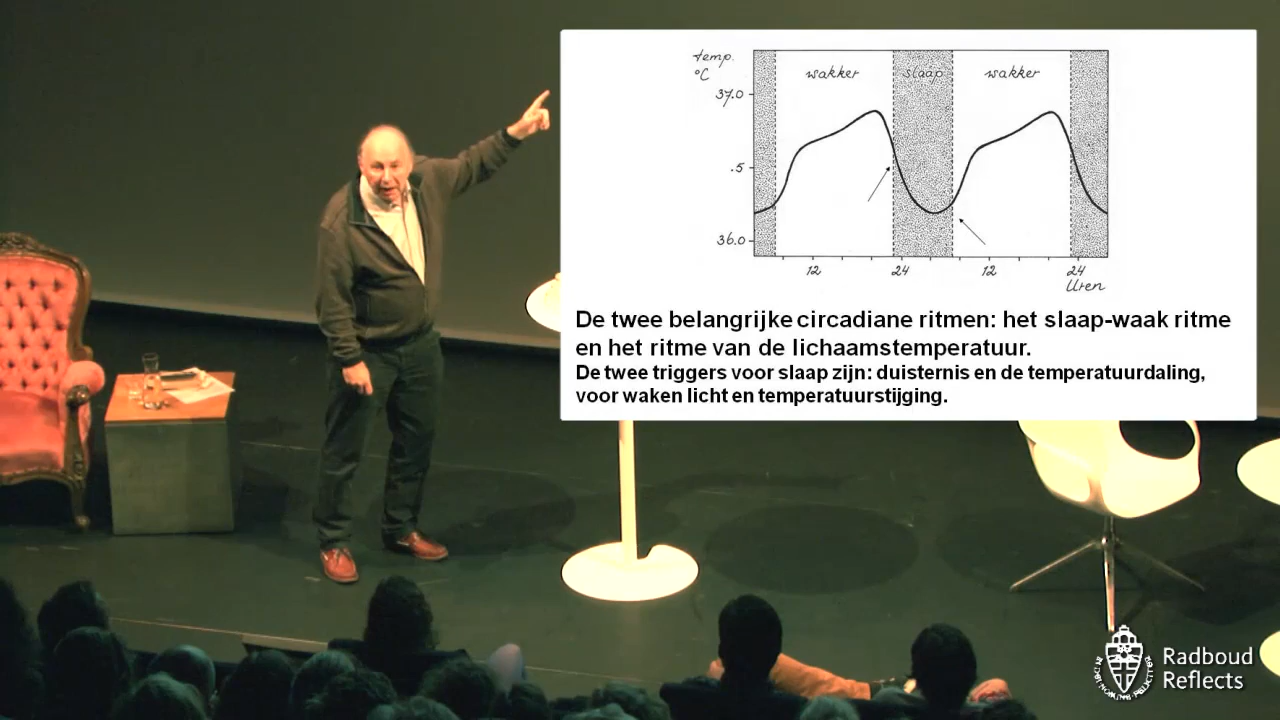 temp.
°C
wakker
slaap
wakker
37.0
.5
36.0
12
24
12
24
Uren
De twee belangrijke circadiane ritmen: het slaap-waak ritme
en het ritme van de lichaamstemperatuur.
De twee triggers voor slaap zijn: duisternis en de temperatuurdaling,
voor waken licht en temperatuurstijging.
Radboud
Reflects